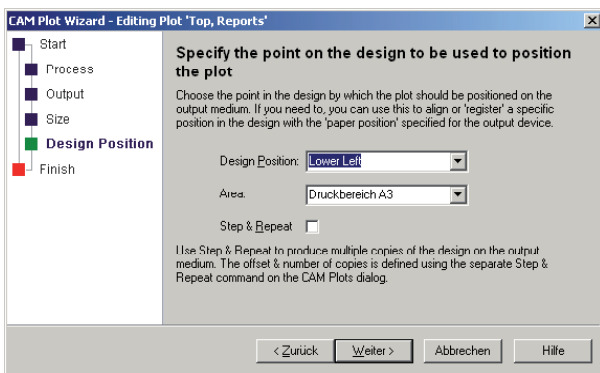 CAM Plot Wizard - Editing Plot 'Top, Reports'
Start
Process
Output
Size
Design Position
Finish
Specify the point on the design to be used to position
the plot
Choose the point in the design by which the plot should be positioned on the
output medium. If you need to, you can use this to align or 'register' a specific
position in the design with the 'paper position' specified for the output device.
Design Position: Lower Left
Area: Druckbereich A3
Step & Repeat
Use Step & Repeat to produce multiple copies of the design on the output
medium. The offset & number of copies is defined using the separate Step &
Repeat command on the CAM Plots dialog.
< Zurück Weiter > Abbrechen Hilfe